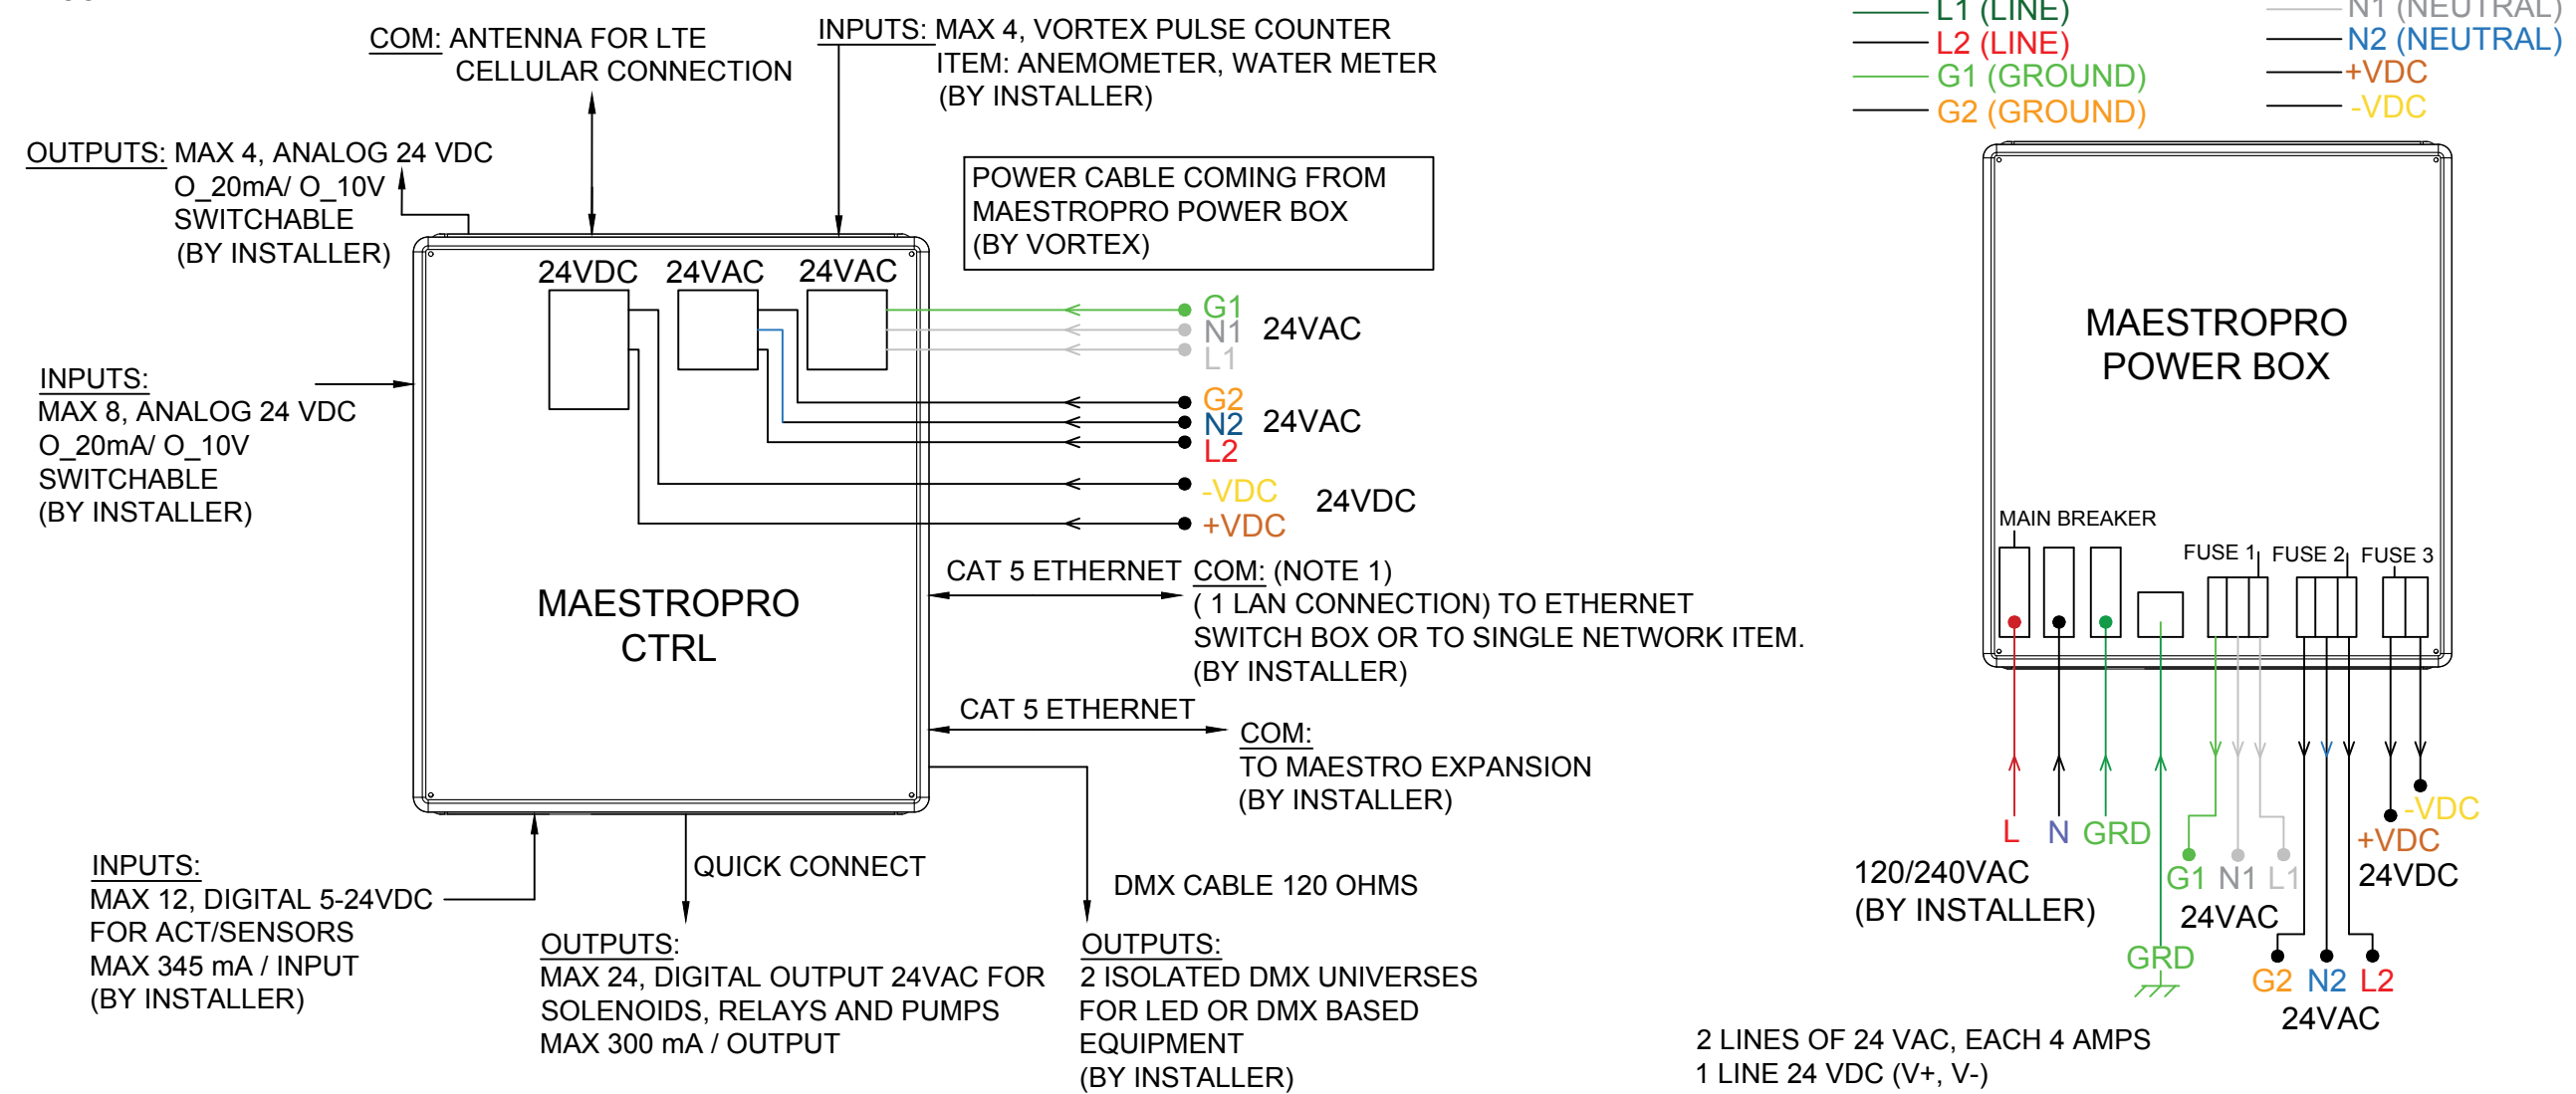 COM: ANTENNA FOR LTE
CELLULAR CONNECTION
INPUTS: MAX 4, VORTEX PULSE COUNTER
ITEM: ANEMOMETER, WATER METER
(BY INSTALLER)
OUTPUTS: MAX 4, ANALOG 24 VDC
O_20mA/ O_10V
SWITCHABLE
(BY INSTALLER)
POWER CABLE COMING FROM
MAESTROPRO POWER BOX
(BY VORTEX)
24VDC 24VAC 24VAC
G1
N1 24VAC
L1
G2
N2 24VAC
L2
-VDC 24VDC
+VDC
INPUTS:
MAX 8, ANALOG 24 VDC
O_20mA/ O_10V
SWITCHABLE
(BY INSTALLER)
MAESTROPRO
CTRL
CAT 5 ETHERNET COM: (NOTE 1)
( 1 LAN CONNECTION) TO ETHERNET
SWITCH BOX OR TO SINGLE NETWORK ITEM.
(BY INSTALLER)
CAT 5 ETHERNET
COM:
TO MAESTRO EXPANSION
(BY INSTALLER)
INPUTS:
MAX 12, DIGITAL 5-24VDC
FOR ACT/SENSORS
MAX 345 mA / INPUT
(BY INSTALLER)
QUICK CONNECT
OUTPUTS:
MAX 24, DIGITAL OUTPUT 24VAC FOR
SOLENOIDS, RELAYS AND PUMPS
MAX 300 mA / OUTPUT
DMX CABLE 120 OHMS
OUTPUTS:
2 ISOLATED DMX UNIVERSES
FOR LED OR DMX BASED
EQUIPMENT
(BY INSTALLER)
L1 (LINE) N1 (NEUTRAL)
L2 (LINE) N2 (NEUTRAL)
G1 (GROUND) +VDC
G2 (GROUND) -VDC
MAESTROPRO
POWER BOX
MAIN BREAKER
FUSE 1 FUSE 2 FUSE 3
L N GRD
120/240VAC
(BY INSTALLER)
GRD
G1 N1 L1
24VAC
G2 N2 L2
24VAC
-VDC
+VDC
24VDC
2 LINES OF 24 VAC, EACH 4 AMPS
1 LINE 24 VDC (V+, V-)